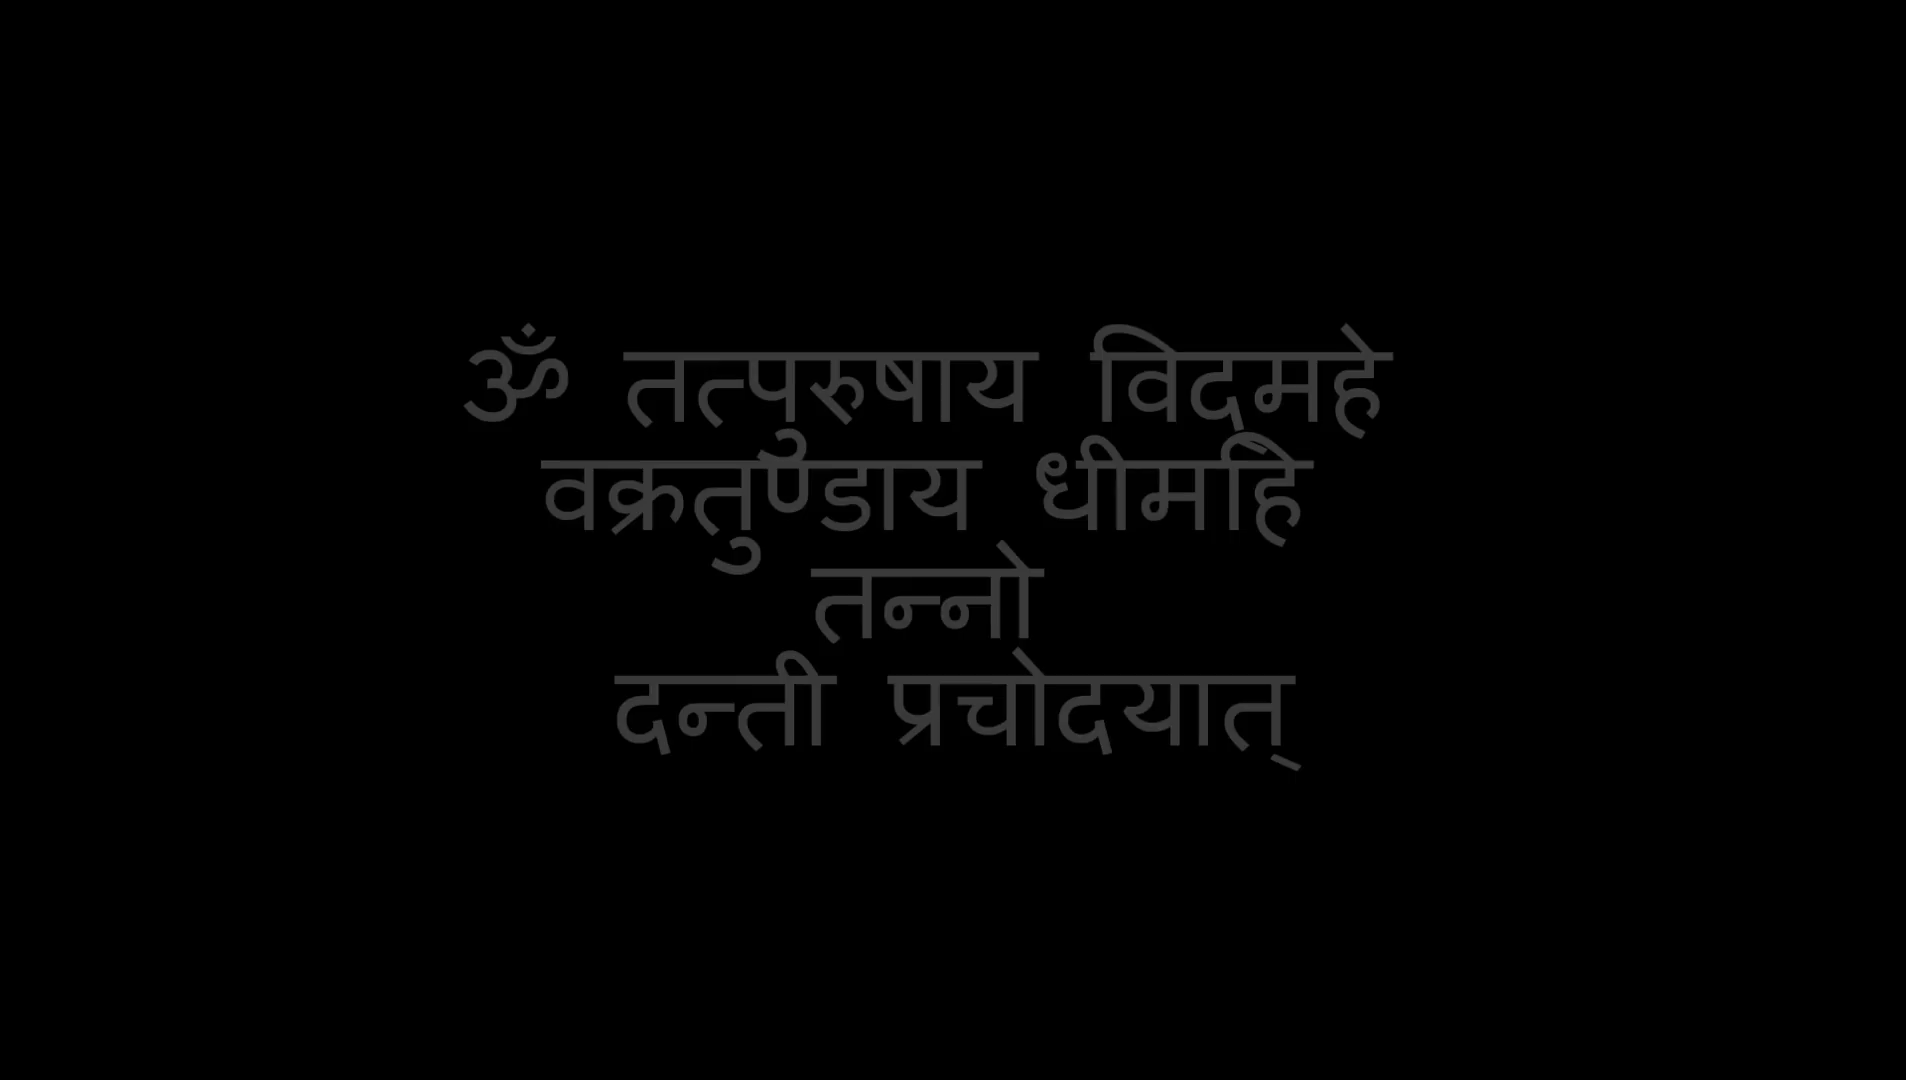 ॐ तत्पुरुषाय विद्‌महे
वक्रतुण्डाय धीमहि
तन्नो
दन्ती प्रचोदयात्